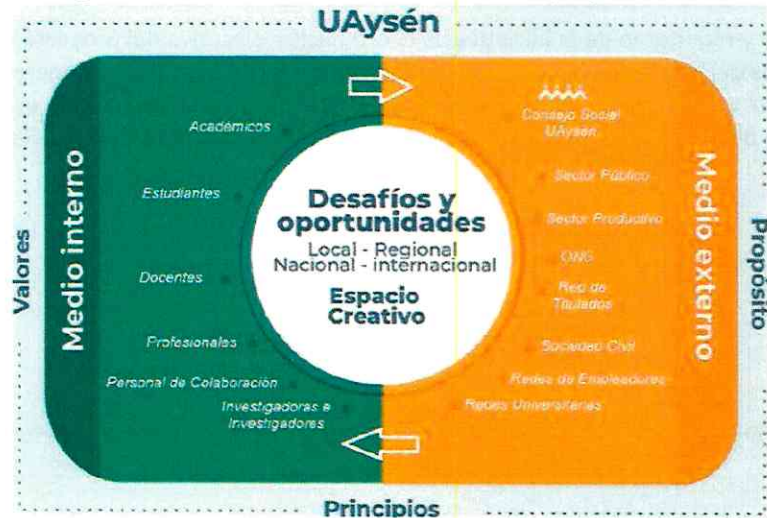 UAysén
Valores
Medio interno
Académicos
Estudiantes
Docentes
Profesionales
Personal de Colaboración
Investigadoras e
Investigadores
Desafíos y
oportunidades
Local - Regional
Nacional - internacional
Espacio
Creativo
Consejo Social
UAysén
Sector Público
Sector Productivo
ONG
Red de
Titulados
Sociedad Civil
Redes de Empleadores
Redes Universitarias
Medio externo
Propósito
Principios